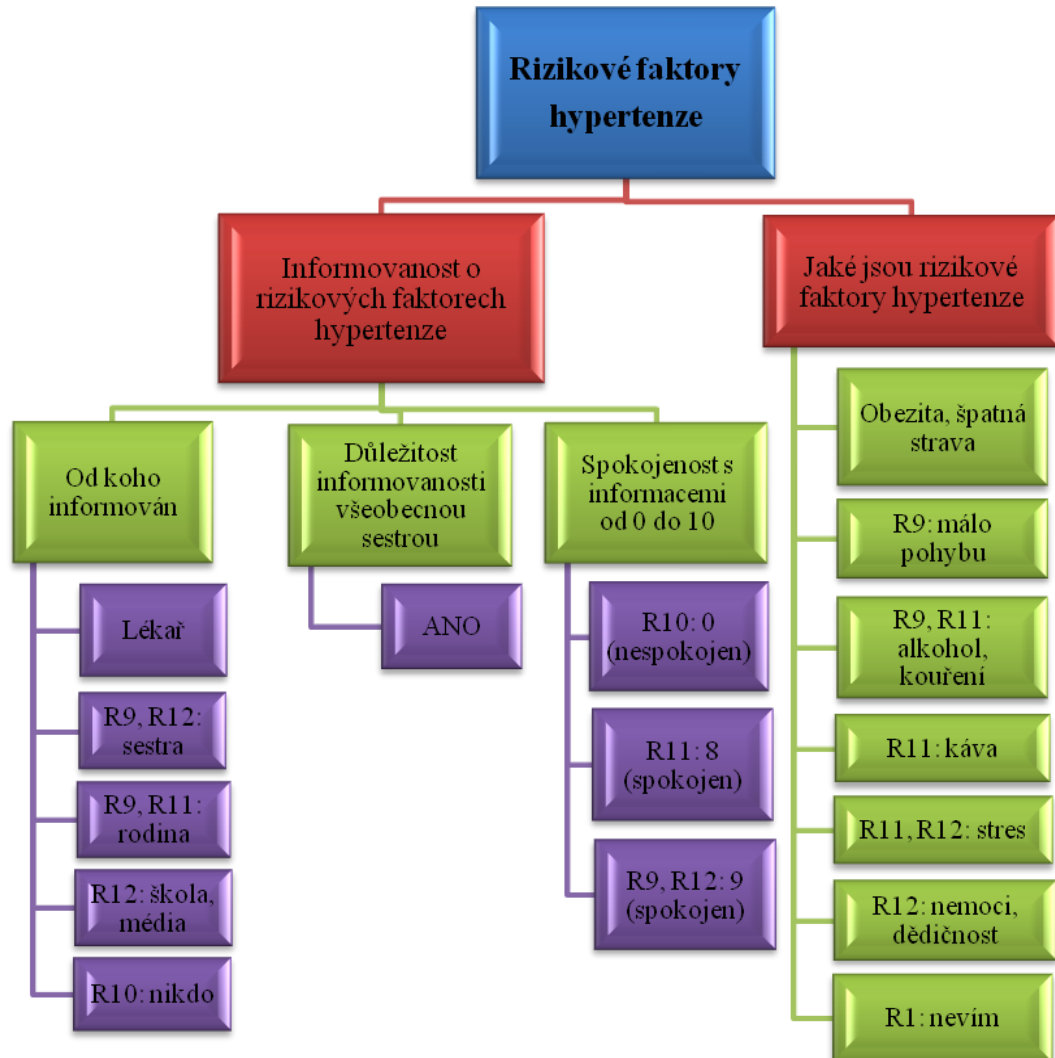 Rizikové faktory
hypertenze
Informovanost o
rizikových faktorech
hypertenze
Jaké jsou rizikové
faktory hypertenze
Od koho
informován
Lékař
R9, R12:
sestra
R9, R11:
rodina
R12: škola,
média
R10: nikdo
Důležitost
informovanosti
všeobecnou
sestrou
ANO
Spokojenost s
informacemi
od 0 do 10
R10: 0
(nespokojen)
R11: 8
(spokojen)
R9, R12: 9
(spokojen)
Obezita, špatná
strava
R9: málo
pohybu
R9, R11:
alkohol,
kouření
R11: káva
R11, R12: stres
R12: nemoci,
dědičnost
R1: nevím